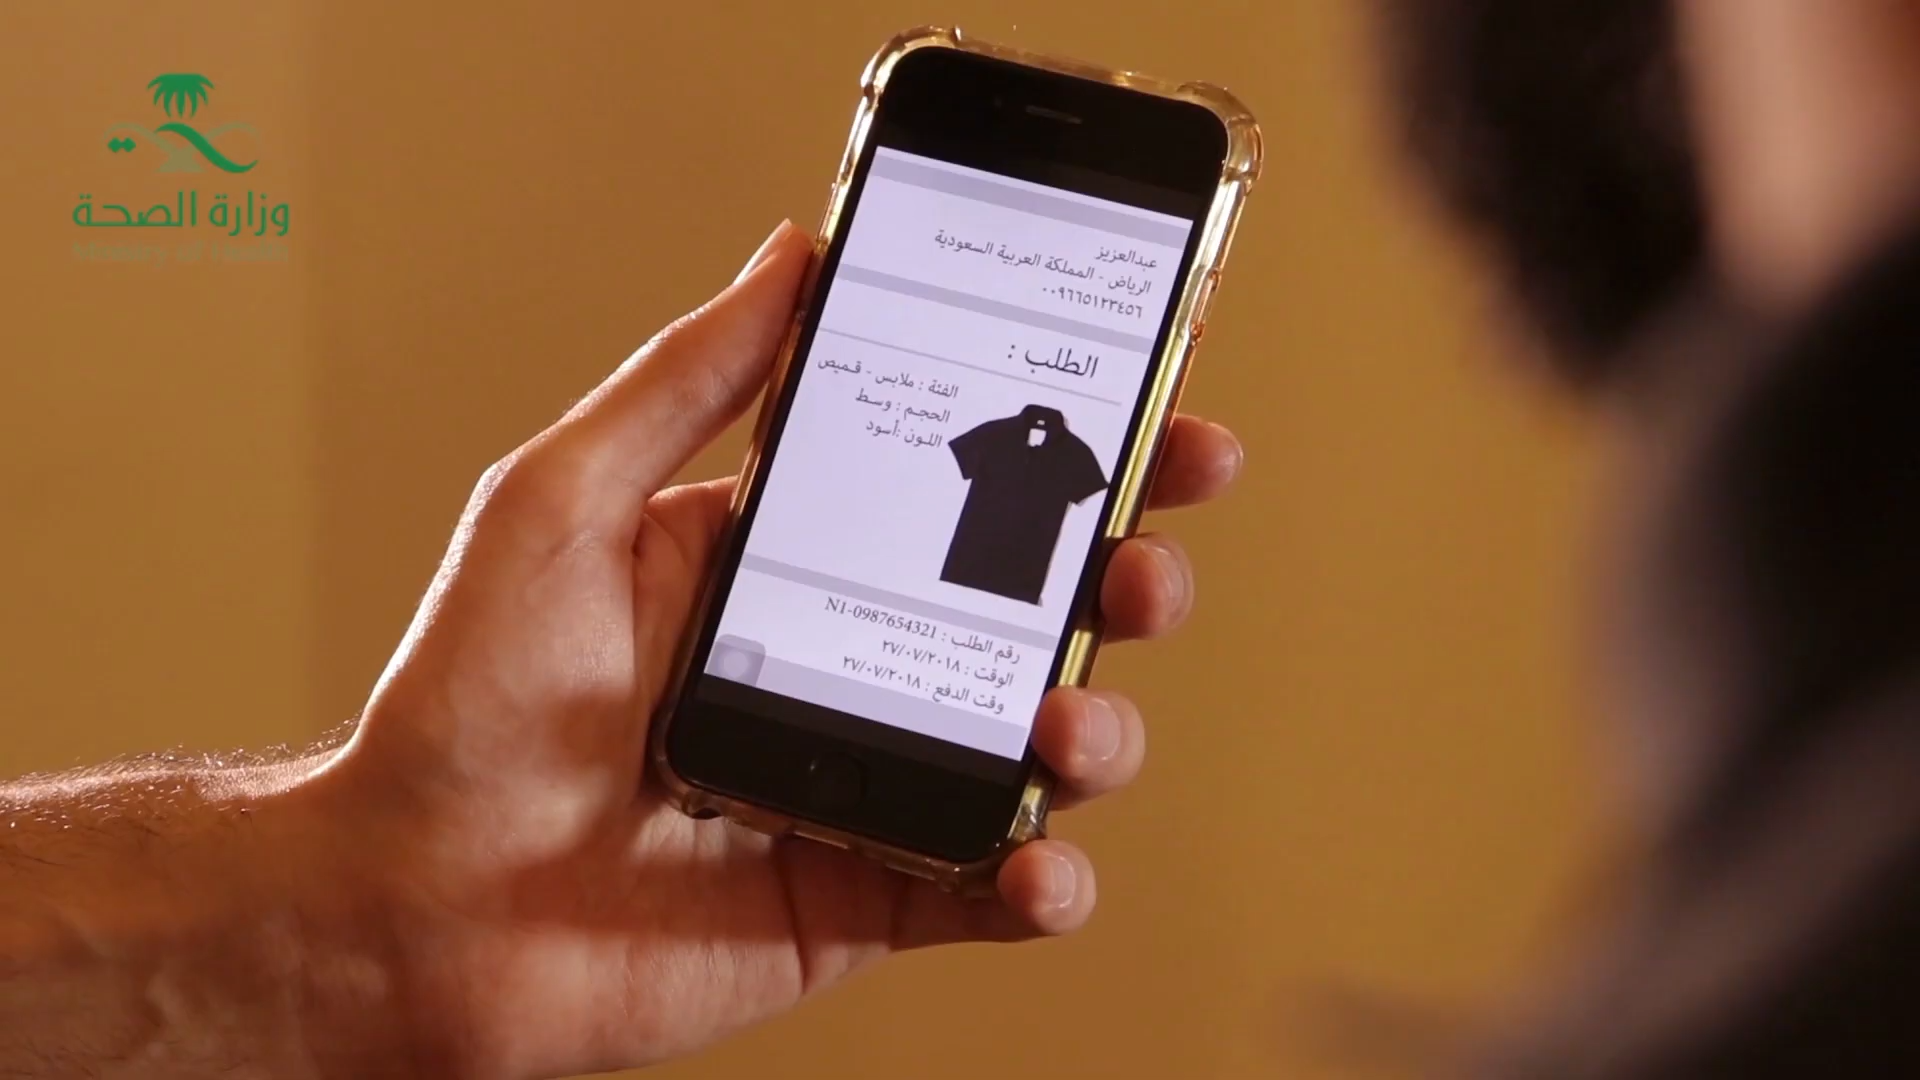 وزارة الصحة
Ministry of Health
عبدالعزيز
الرياض - المملكة العربية السعودية
٠٠٩٦٦٥١٢٣٤٥٦
الطلب :
الفئة : ملابس - قميص
الحجم : وسط
اللون :أسود
رقم الطلب : N1-0987654321
الوقت : ٢٧/٠٧/٢٠١٨
وقت الدفع : ٢٧/٠٧/٢٠١٨